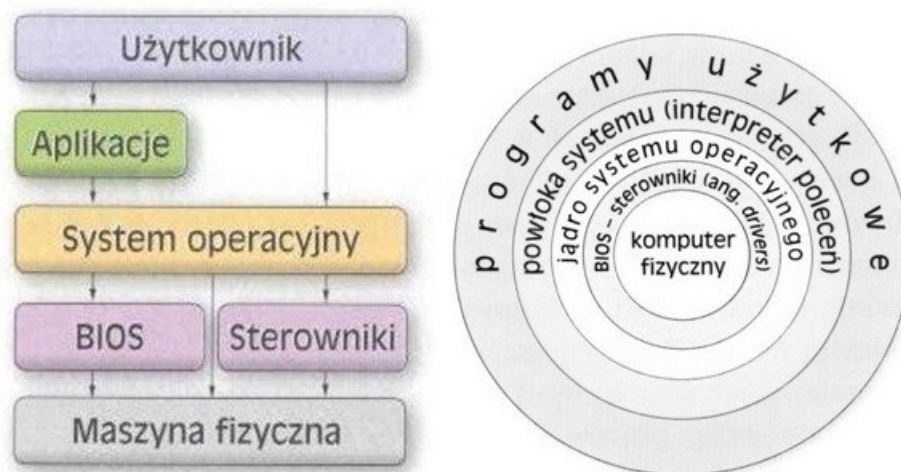 Użytkownik
Aplikacje
System operacyjny
BIOS
Sterowniki
Maszyna fizyczna
programy użytkowe
powłoka systemu (interpreter poleceń)
jądro systemu operacyjnego
BIOS – sterowniki (ang. drivers)
komputer
fizyczny